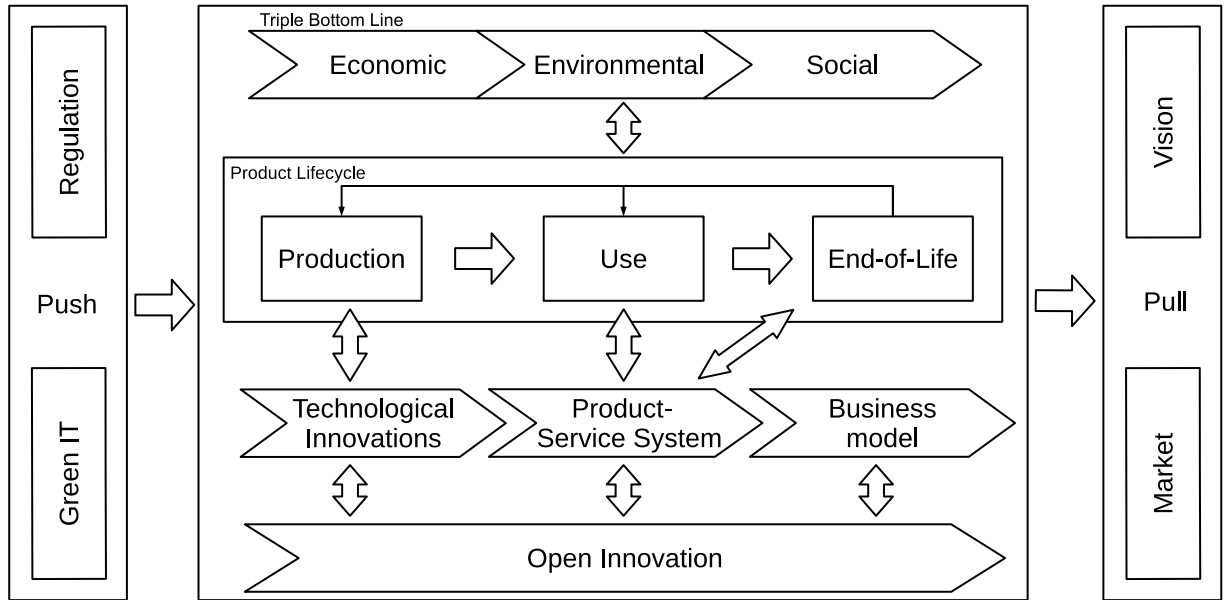 Regulation
Push
Green IT
Triple Bottom Line
Economic
Environmental
Social
Product Lifecycle
Production
Use
End-of-Life
Technological
Innovations
Product-
Service System
Business
model
Open Innovation
Vision
Pull
Market